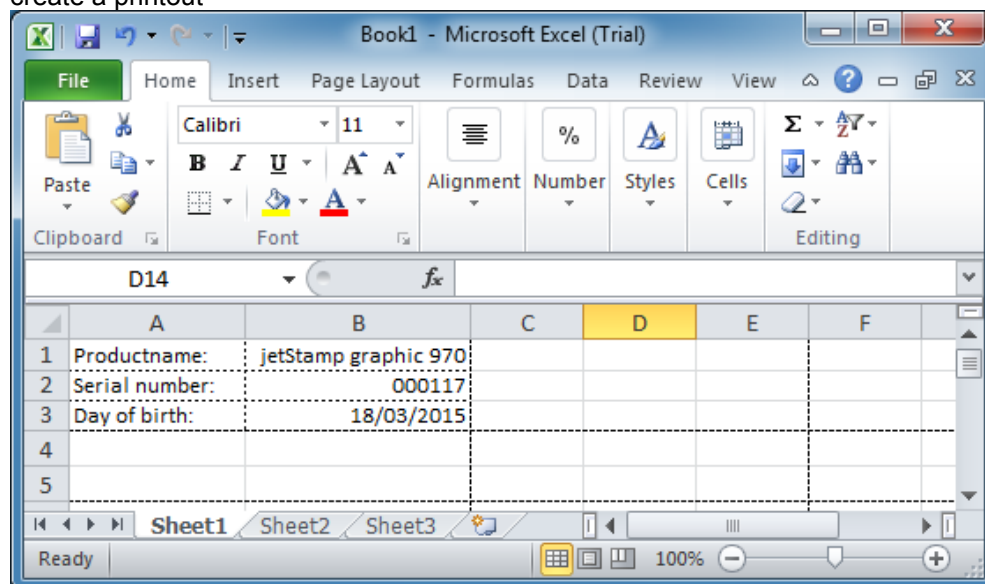 create a printout
Book1 - Microsoft Excel (Trial)
File Home Insert Page Layout Formulas Data Review View
Calibri 11 % Σ A Z
B I U A A A A
Paste Alignment Number Styles Cells
Clipboard Font Editing
D14 fx
A B C D E F
1 Productname: jetStamp graphic 970
2 Serial number: 000117
3 Day of birth: 18/03/2015
4
5
Sheet1 Sheet2 Sheet3
Ready 100%